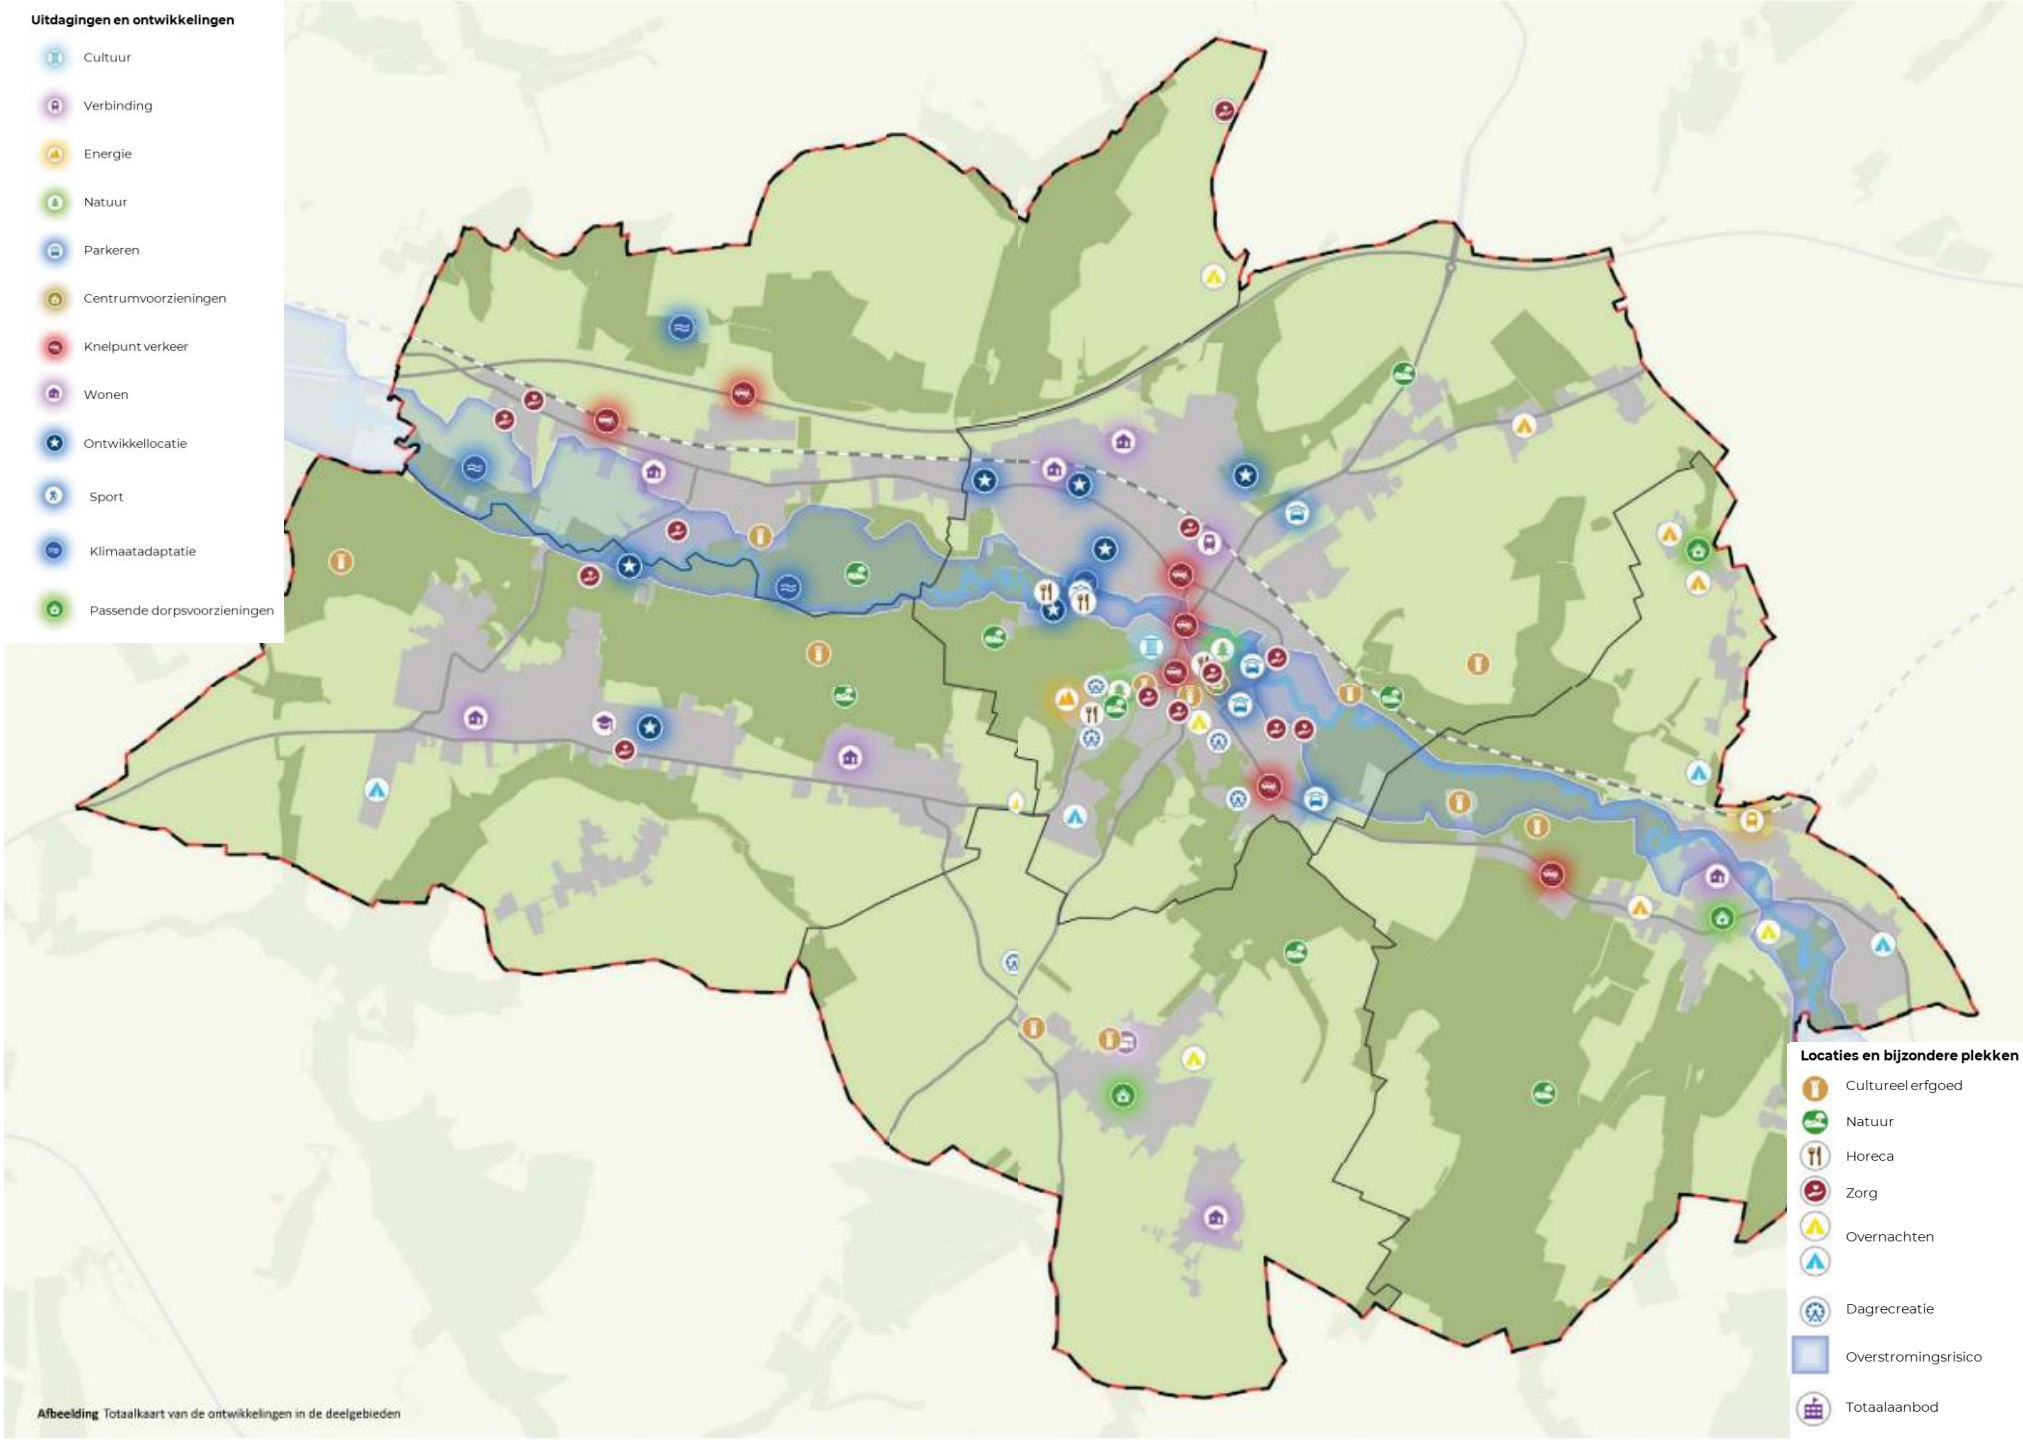 Uitdagingen en ontwikkelingen
Cultuur
Verbinding
Energie
Natuur
Parkeren
Centrumvoorzieningen
Knelpunt verkeer
Wonen
Ontwikkellocatie
Sport
Klimaatadaptatie
Passende dorpsvoorzieningen
Locaties en bijzondere plekken
Cultureel erfgoed
Natuur
Horeca
Zorg
Overnachten
Dagrecreatie
Overstromingsrisico
Totaalaanbod
Afbeelding Totaalkaart van de ontwikkelingen in de deelgebieden